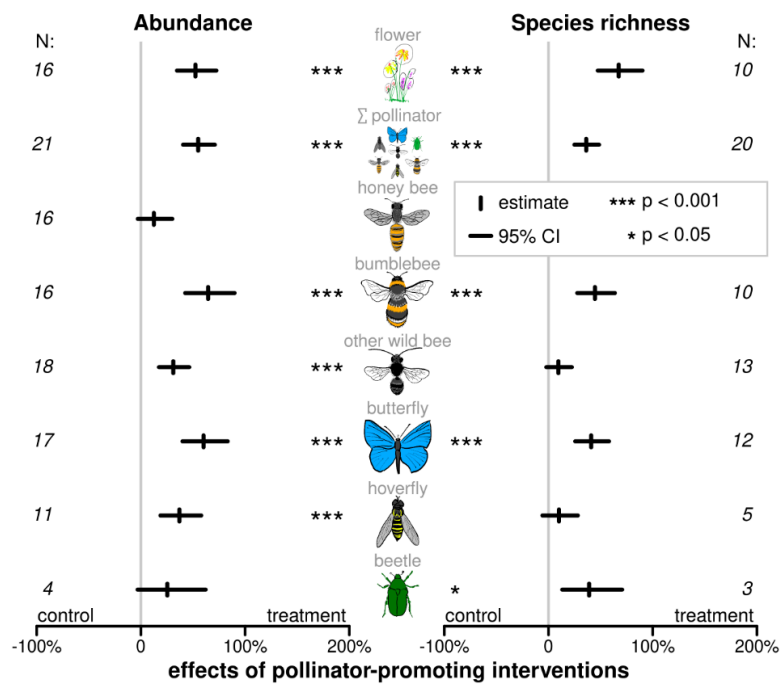 Abundance Species richness
N: flower N:
16 *** *** 10
∑ pollinator
21 *** *** 20
honey bee
16
estimate *** p < 0.001
95% CI * p < 0.05
bumblebee
16 *** *** 10
other wild bee
18 *** 13
butterfly
17 *** *** 12
hoverfly
11 *** 5
beetle
4 * 3
control treatment control treatment
-100% 0 100% 200% -100% 0 100% 200%
effects of pollinator-promoting interventions